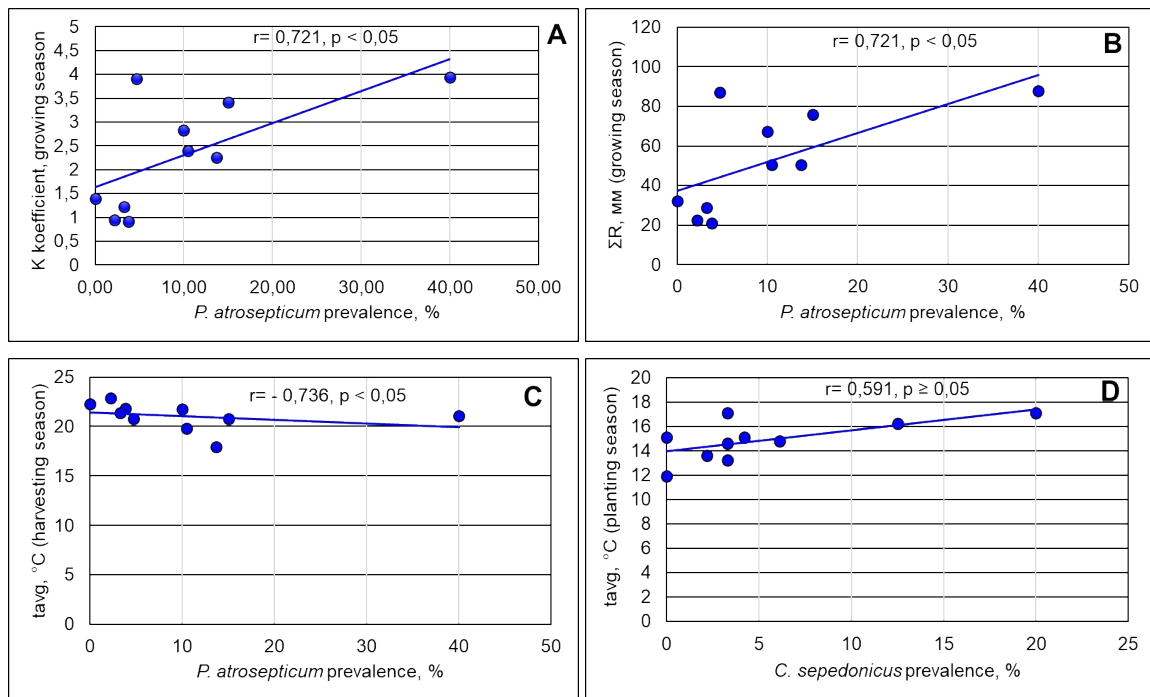 A
r= 0,721, p < 0,05
K koefficient, growing season
5
4,5
4
3,5
3
2,5
2
1,5
1
0,5
0
0,00 10,00 20,00 30,00 40,00 50,00
P. atrosepticum prevalence, %
B
r= 0,721, p < 0,05
ΣR, мм (growing season)
120
100
80
60
40
20
0
0 10 20 30 40 50
P. atrosepticum prevalence, %
C
r= - 0,736, p < 0,05
tavg, °C (harvesting season)
25
20
15
10
5
0
0 10 20 30 40 50
P. atrosepticum prevalence, %
D
r= 0,591, p ≥ 0,05
tavg, °C (planting season)
20
18
16
14
12
10
8
6
4
2
0
0 5 10 15 20 25
C. sepedonicus prevalence, %